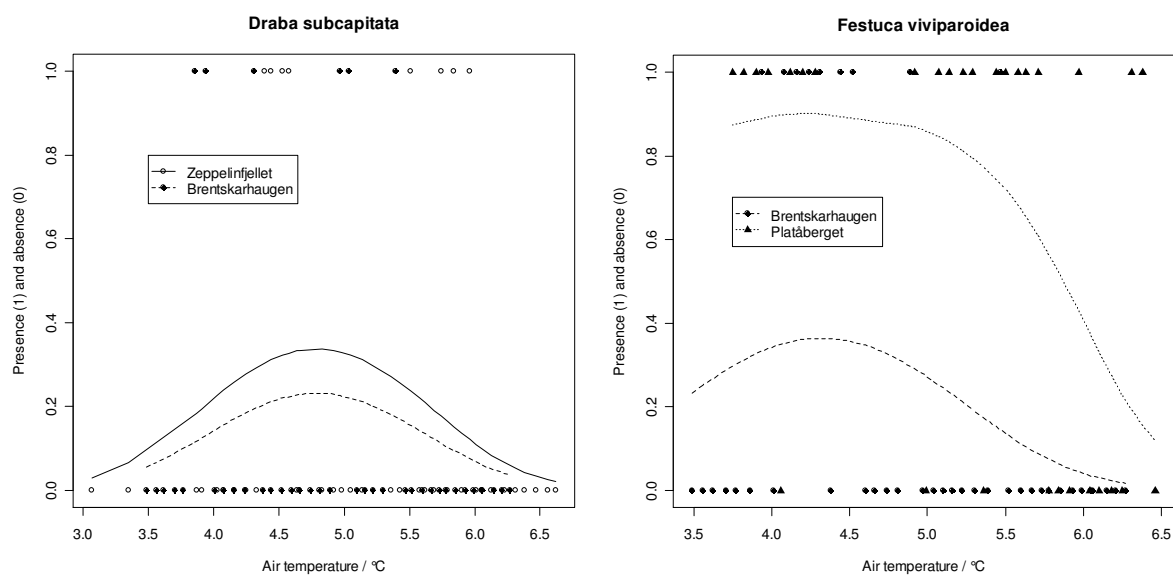 Draba subcapitata
Presence (1) and absence (0)
1.0
0.8
0.6
0.4
0.2
0.0
Zeppelinfjellet
Brentskarhaugen
3.0 3.5 4.0 4.5 5.0 5.5 6.0 6.5
Air temperature / °C
Festuca viviparoidea
Presence (1) and absence (0)
1.0
0.8
0.6
0.4
0.2
0.0
Brentskarhaugen
Platåberget
3.5 4.0 4.5 5.0 5.5 6.0 6.5
Air temperature / °C